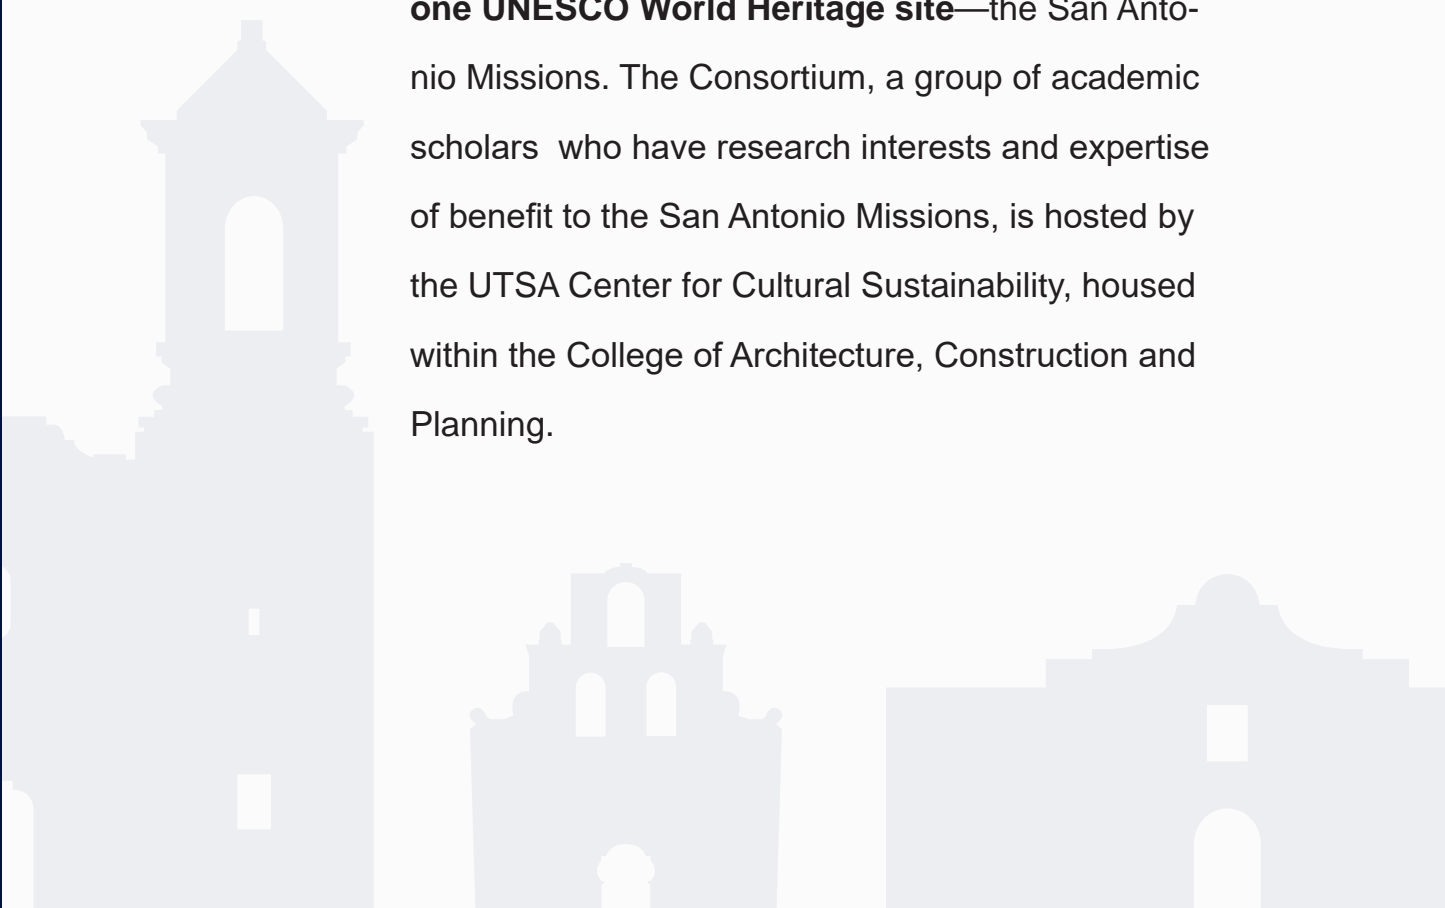 one UNESCO World Heritage site—the San Anto-
nio Missions. The Consortium, a group of academic
scholars  who have research interests and expertise
of benefit to the San Antonio Missions, is hosted by
the UTSA Center for Cultural Sustainability, housed
within the College of Architecture, Construction and
Planning.